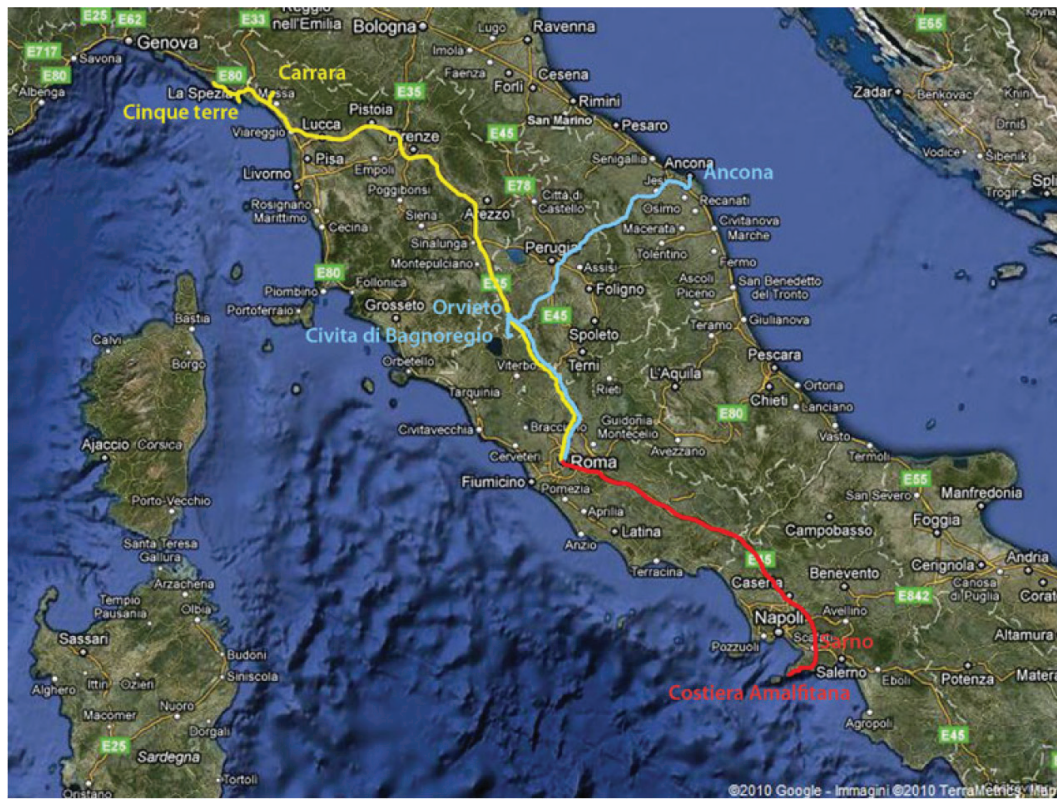 E25
E62
E33
Reggio
nell'Emilia
Bologna
Lugo
Ravenna
E65
E717
Genova
Savona
Imola
Faenza
Cesena
Forlì
E80
Albenga
E80
La Spezia
Massa
Carrara
Cinque terre
E35
Rimini
San Marino
Pistoia
Zadar
Benkovac
Knin
Drniš
Viareggio
Lucca
Firenze
E45
Pesaro
Pisa
Empoli
Senigallia
Ancona
Ancona
Vodice
Šibenik
Livorno
Poggibonsi
E78
Città di
Castello
Jesi
Trogir
Split
Rosignano
Marittimo
Siena
Arezzo
Osimo
Recanati
Cecina
Sinalunga
Macerata
Civitanova
Marche
Perugia
Tolentino
E80
Montepulciano
Assisi
Fermo
Follonica
Piombino
Foligno
Ascoli
Piceno
San Benedetto
del Tronto
Portoferraio
Grosseto
Orvieto
E45
Bastia
Civita di Bagnoregio
Spoleto
Teramo
Giulianova
Calvi
Borgo
Orbetello
Viterbo
Terni
Pescara
Rieti
L'Aquila
Tarquinia
Chieti
Ortona
Lanciano
Civitavecchia
Bracciano
Guidonia
Montecelio
E80
Ajaccio
Corsica
Cerveteri
Avezzano
Vasto
Roma
Termoli
Fiumicino
Pomezia
E55
San Severo
Manfredonia
Porto-Vecchio
Aprilia
Latina
Campobasso
Foggia
Santa Teresa
Gallura
Anzio
Terracina
E45
Cerignola
Andria
Arzachena
Caserta
Benevento
Canosa
di Puglia
Tempio
Pausania
Olbia
E842
Napoli
Avellino
Sassari
Pozzuoli
Scafati
Sarno
Altamura
Budoni
Siniscola
Salerno
Alghero
Ittiri
Ozieri
Costiera Amalfitana
Eboli
Potenza
Matera
Macomer
Nuoro
Dorgali
Agropoli
E25
E45
Sardegna
Oristano
Tortolì
©2010 Google - Immagini ©2010 TerraMetrics, Map